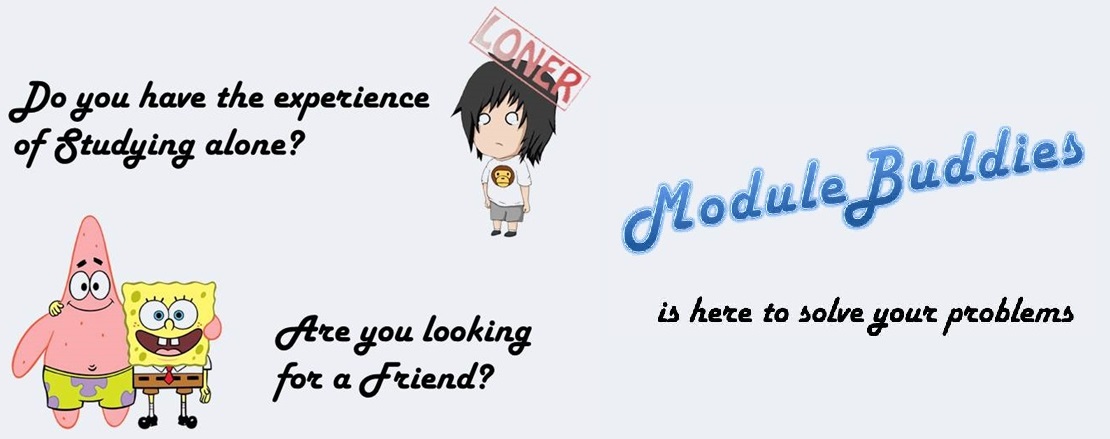 LONER
Do you have the experience
of Studying alone?
Are you looking
for a Friend?
ModuleBuddies
is here to solve your problems